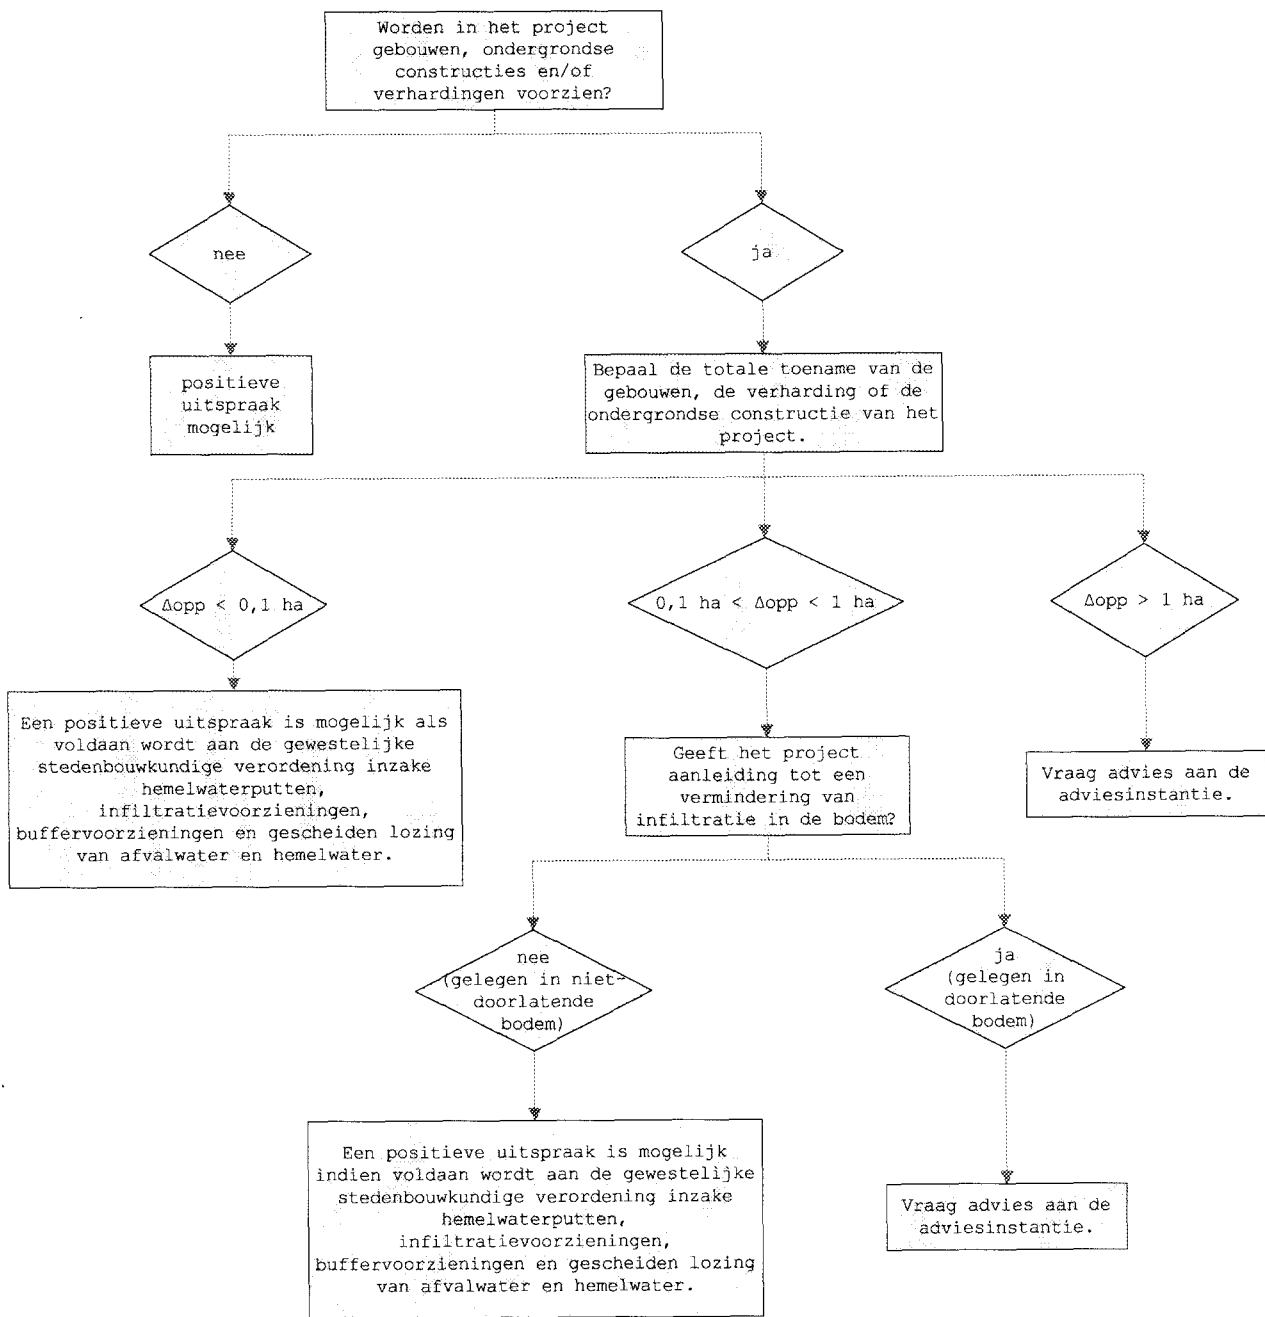 Worden in het project
gebouwen, ondergrondse
constructies en/of
verhardingen voorzien?
nee
ja
positieve
uitspraak
mogelijk
Bepaal de totale toename van de
gebouwen, de verharding of de
ondergrondse constructie van het
project.
Δopp < 0,1 ha
0,1 ha < Δopp < 1 ha
Δopp > 1 ha
Een positieve uitspraak is mogelijk als
voldaan wordt aan de gewestelijke
stedenbouwkundige verordening inzake
hemelwaterputten,
infiltratievoorzieningen,
buffervoorzieningen en gescheiden lozing
van afvalwater en hemelwater.
Geeft het project
aanleiding tot een
vermindering van
infiltratie in de bodem?
Vraag advies aan de
adviesinstantie.
nee
(gelegen in niet-
doorlatende
bodem)
ja
(gelegen in
doorlatende
bodem)
Een positieve uitspraak is mogelijk
indien voldaan wordt aan de gewestelijke
stedenbouwkundige verordening inzake
hemelwaterputten,
infiltratievoorzieningen,
buffervoorzieningen en gescheiden lozing
van afvalwater en hemelwater.
Vraag advies aan de
adviesinstantie.